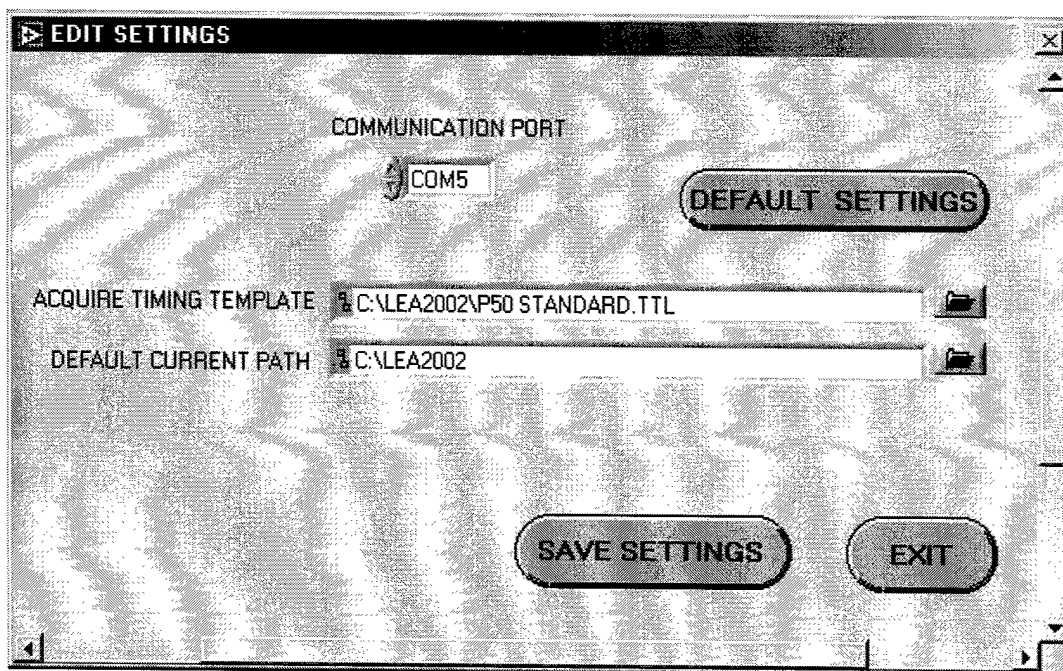 EDIT SETTINGS
COMMUNICATION PORT
COM5
DEFAULT SETTINGS
ACQUIRE TIMING TEMPLATE
C:\LEA2002\P50 STANDARD.TTL
DEFAULT CURRENT PATH
C:\LEA2002
SAVE SETTINGS
EXIT